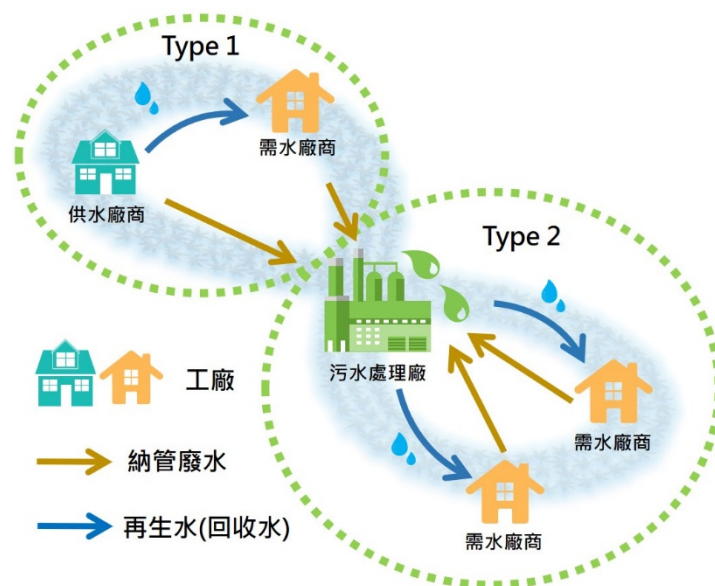 Type 1
需水廠商
供水廠商
Type 2
污水處理廠
需水廠商
需水廠商
工廠
納管廢水
再生水(回收水)